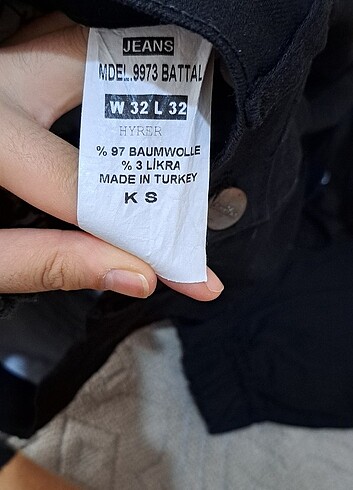 JEANS
MDEL.9973 BATTAL
W 32 L 32
HYRER
% 97 BAUMWOLLE
% 3 LİKRA
MADE IN TURKEY
K S